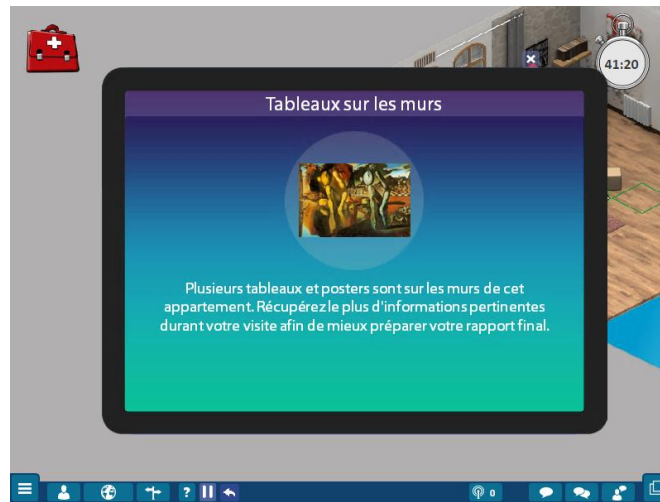 41:20
Tableaux sur les murs
Plusieurs tableaux et posters sont sur les murs de cet
appartement. Récupérez le plus d'informations pertinentes
durant votre visite afin de mieux préparer votre rapport final.
? 0